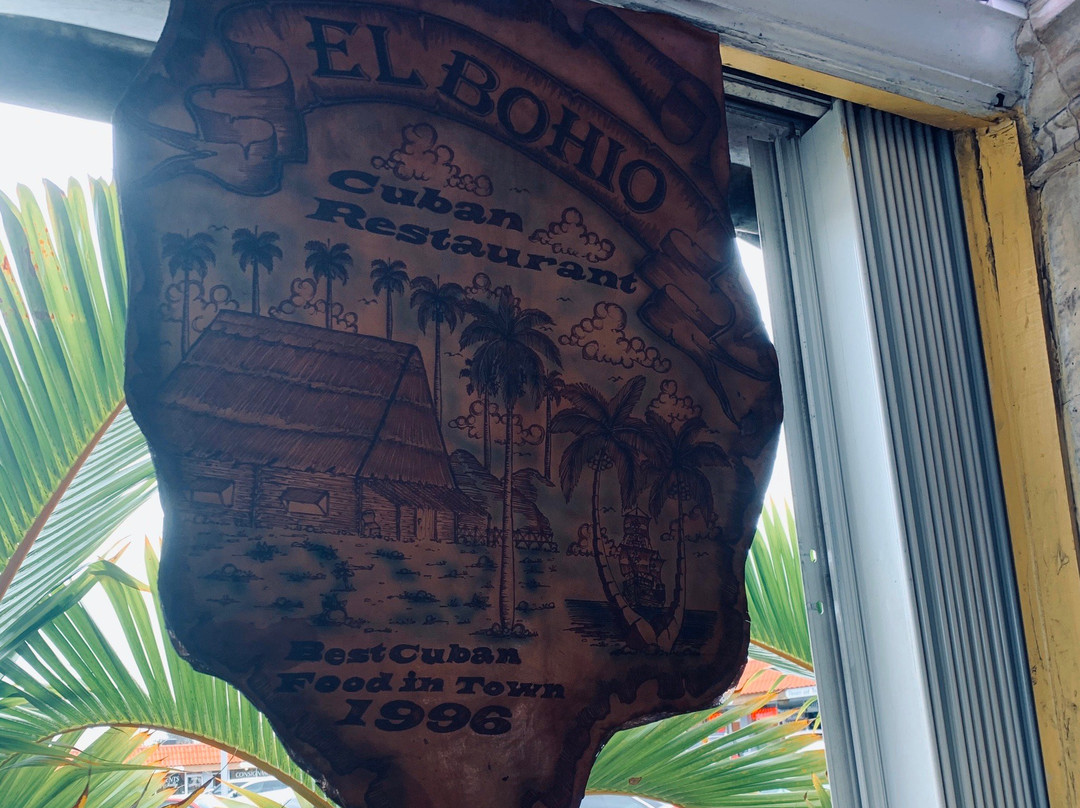 EL BOHIO
Cuban
Restaurant
Best Cuban
Food in Town
1996